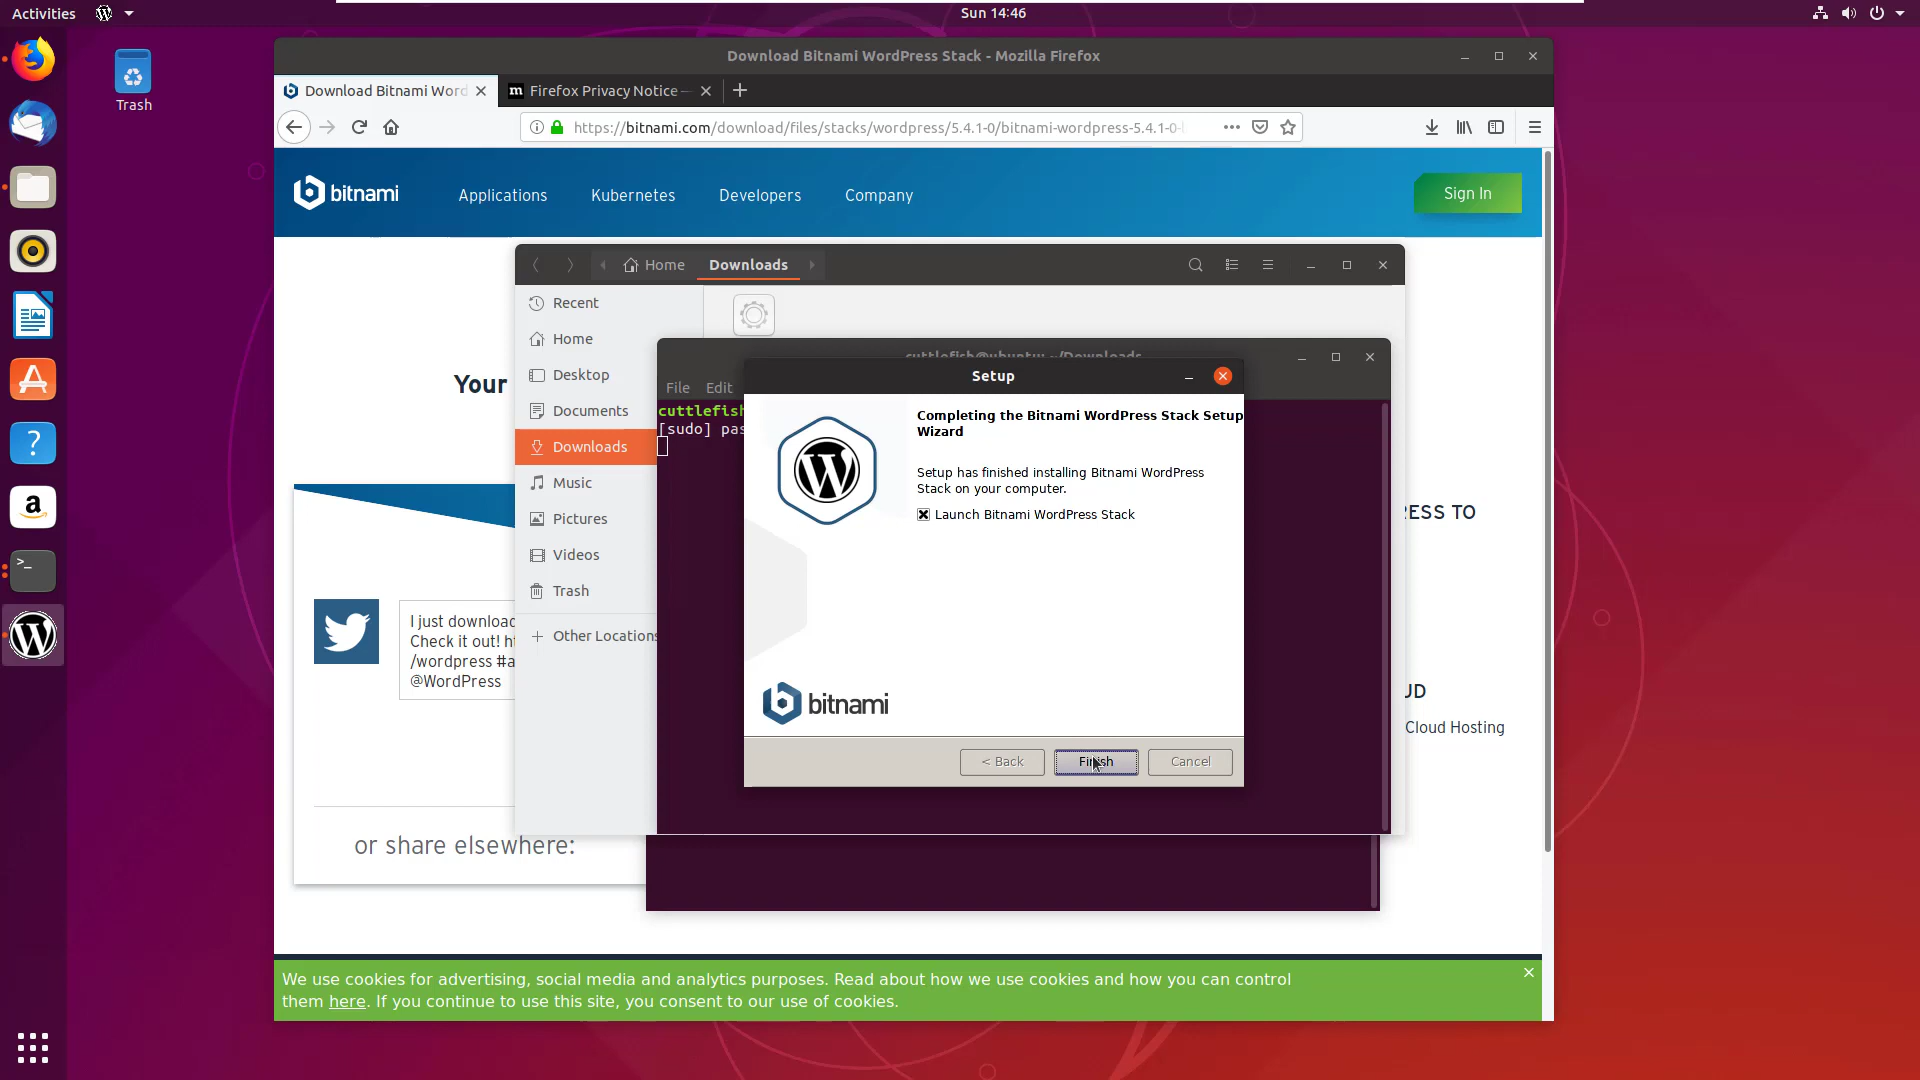 Activities
Sun 14:46
Trash
Download Bitnami WordPress Stack - Mozilla Firefox
Download Bitnami Word
Firefox Privacy Notice —
https://bitnami.com/download/files/stacks/wordpress/5.4.1-0/bitnami-wordpress-5.4.1-0-
bitnami
Applications
Kubernetes
Developers
Company
Sign In
Home
Downloads
Recent
Home
Desktop
Documents
Downloads
Music
Pictures
Videos
Trash
Other Locations
cuttlefish@ubuntu: ~/Downloads
File Edit
cuttlefish
[sudo] pas
Setup
Completing the Bitnami WordPress Stack Setup
Wizard
Setup has finished installing Bitnami WordPress
Stack on your computer.
Launch Bitnami WordPress Stack
bitnami
< Back
Finish
Cancel
Your
I just download
Check it out! ht
/wordpress #a
@WordPress
or share elsewhere:
ESS TO
UD
Cloud Hosting
We use cookies for advertising, social media and analytics purposes. Read about how we use cookies and how you can control
them here. If you continue to use this site, you consent to our use of cookies.